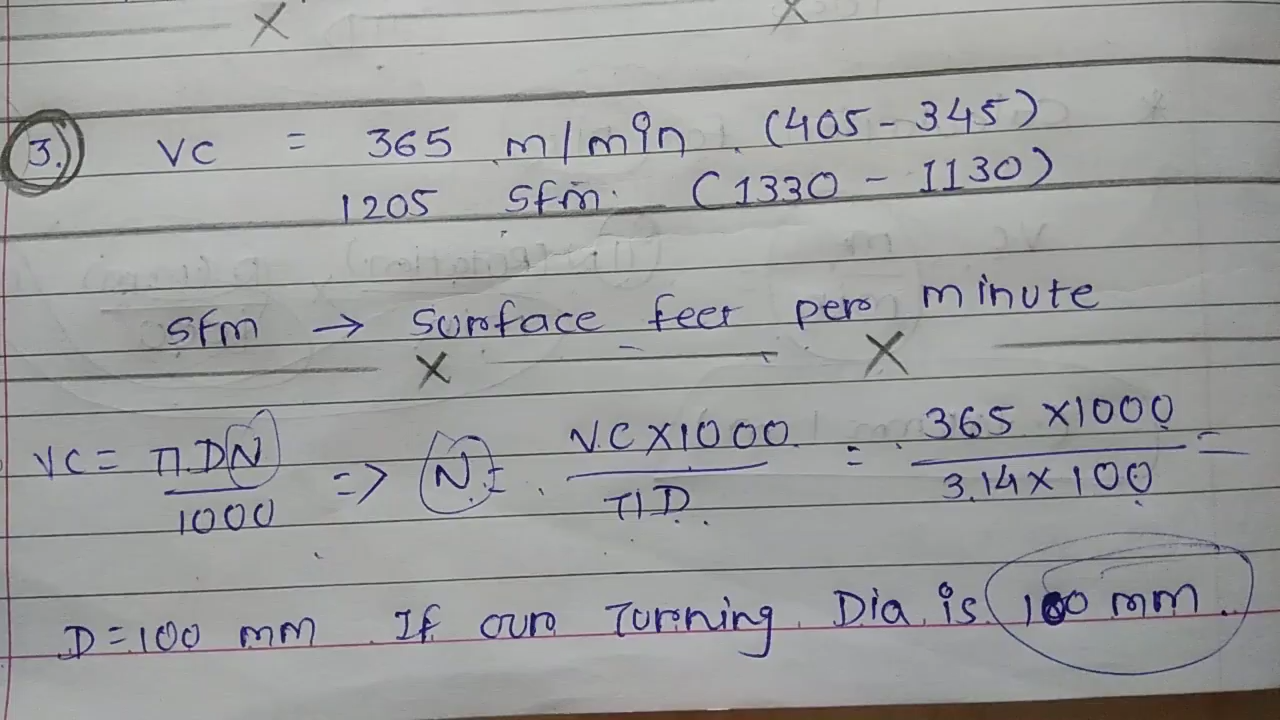 3.) VC = 365 m/min. (405 - 345)
1205 sfm. (1330 - 1130)
sfm → surface feet per minute
X X
VC = π.D.N / 1000 => N = V.C X 1000 / π D. = 365 X 1000 / 3.14 X 100 =
D = 100 mm. If our Turning Dia is 100 mm.